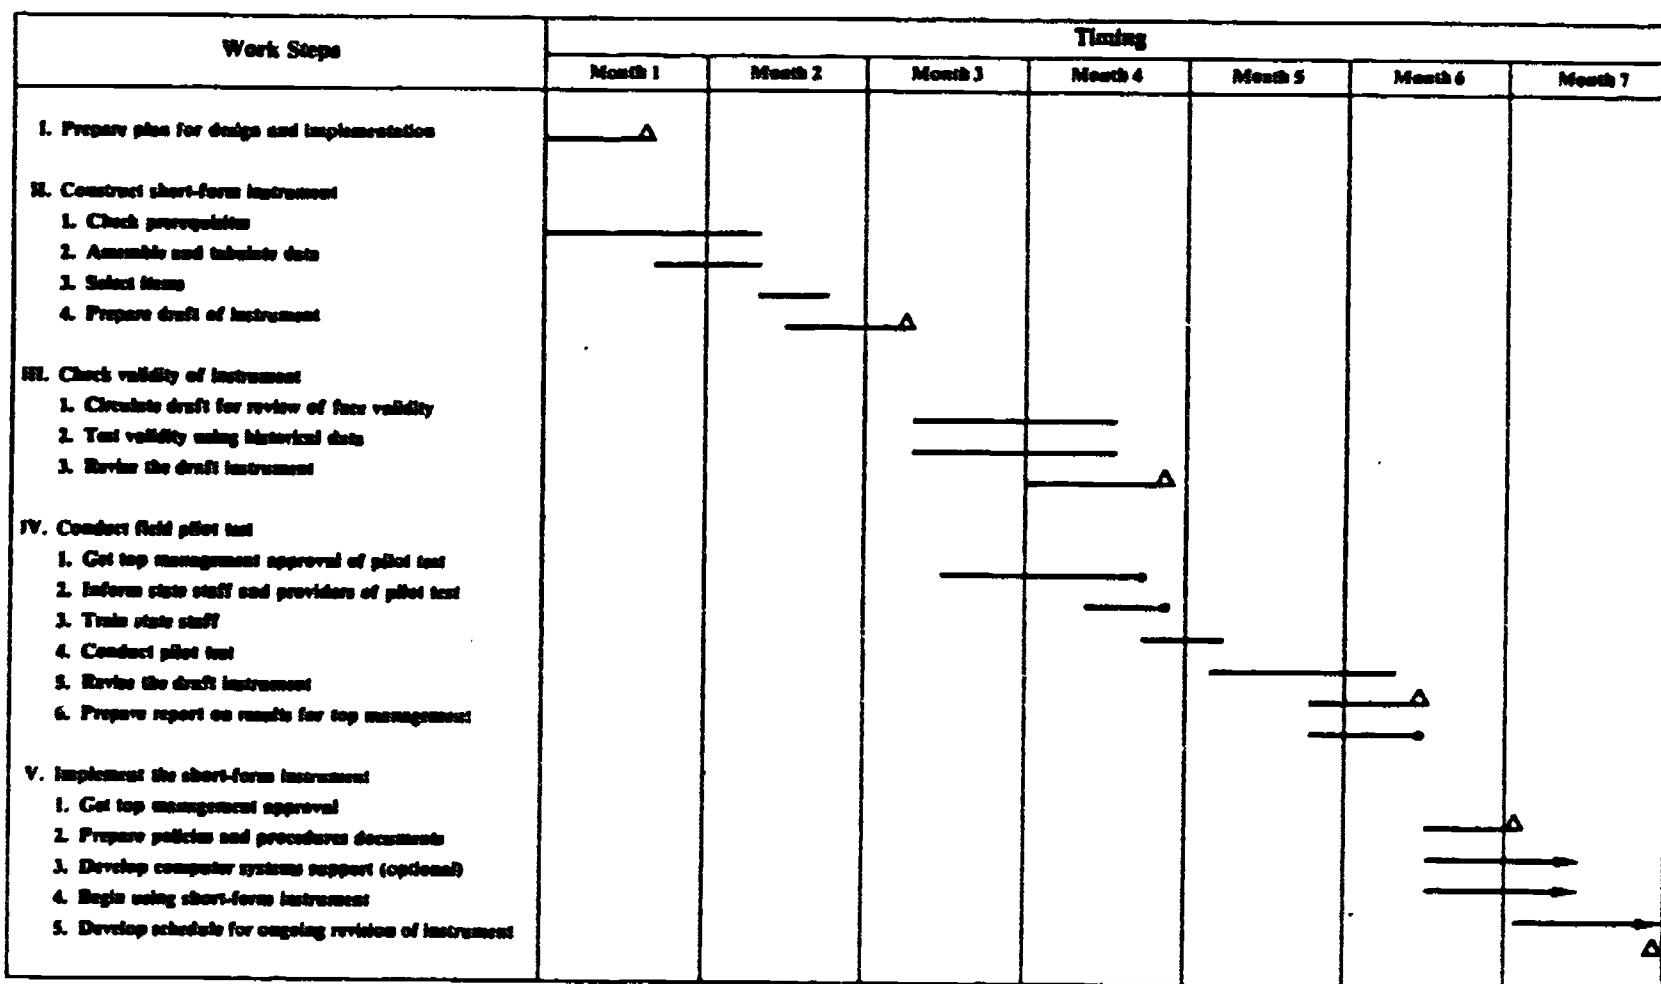 Work Steps
Timing
Month 1 Month 2 Month 3 Month 4 Month 5 Month 6 Month 7
I. Prepare plan for design and implementation
II. Construct short-form instrument
1. Check prerequisites
2. Assemble and tabulate data
3. Select items
4. Prepare draft of instrument
III. Check validity of instrument
1. Circulate draft for review of face validity
2. Test validity using historical data
3. Revise the draft instrument
IV. Conduct field pilot test
1. Get top management approval of pilot test
2. Inform state staff and providers of pilot test
3. Train state staff
4. Conduct pilot test
5. Revise the draft instrument
6. Prepare report on results for top management
V. Implement the short-form instrument
1. Get top management approval
2. Prepare policies and procedures documents
3. Develop computer systems support (optional)
4. Begin using short-form instrument
5. Develop schedule for ongoing revision of instrument